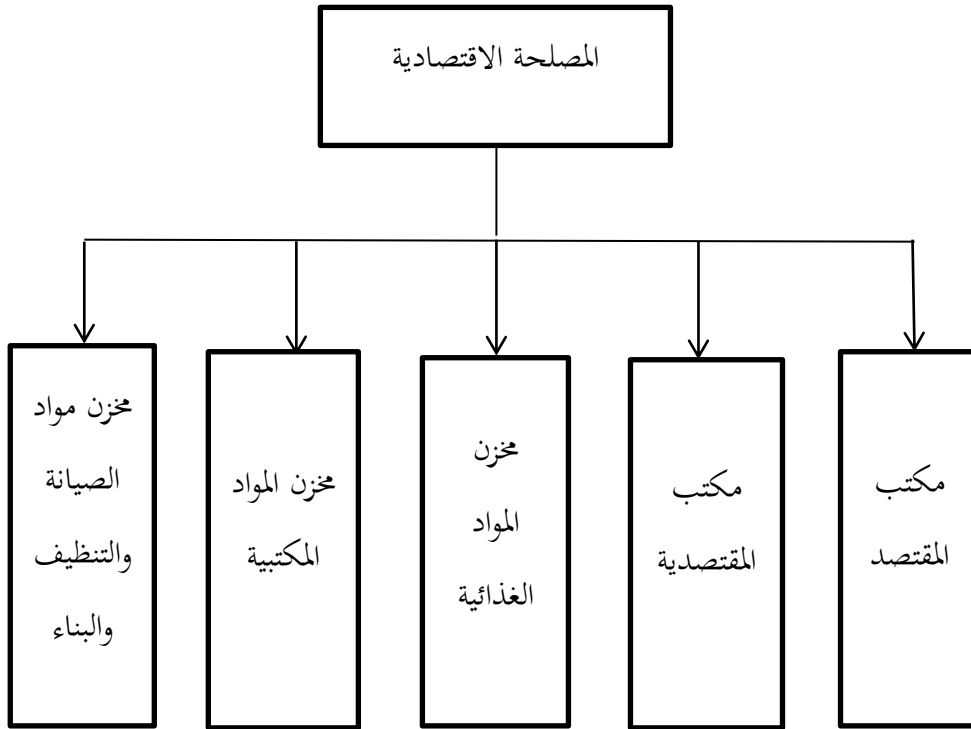 المصلحة الاقتصادية
مكتب
المقتصد
مكتب
المقتصدية
مخزن
المواد
الغذائية
مخزن المواد
المكتبية
مخزن مواد
الصيانة
والتنظيف
والبناء